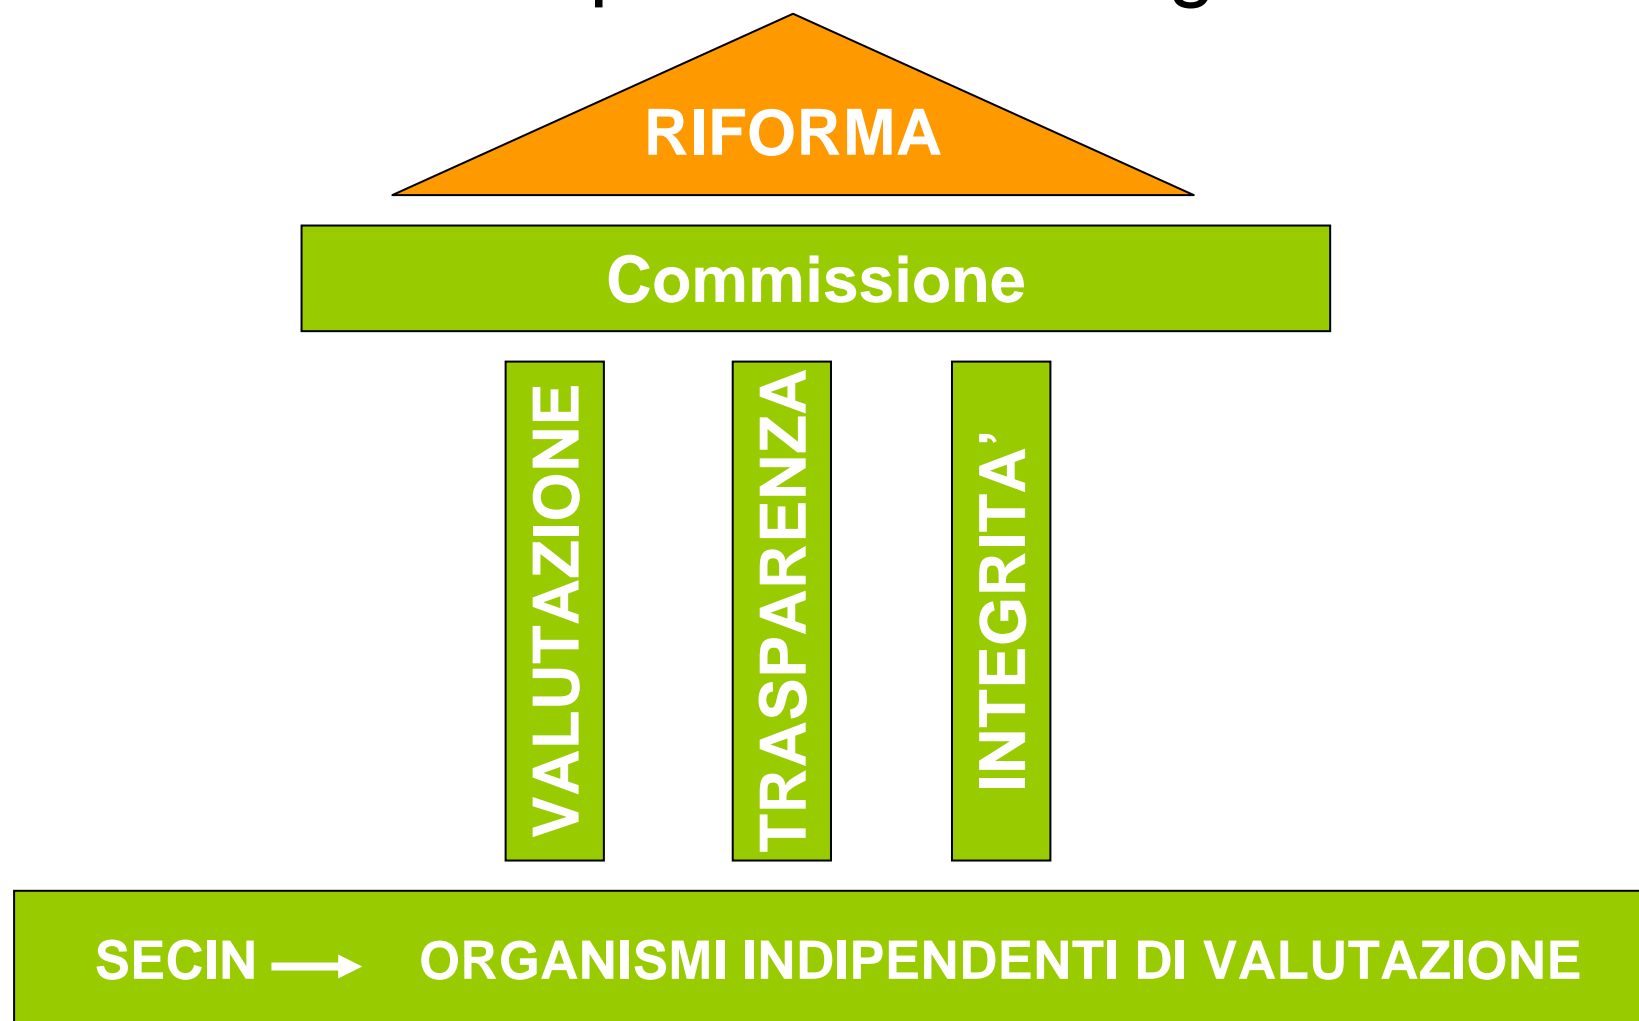 RIFORMA
Commissione
VALUTAZIONE
TRASPARENZA
INTEGRITA’
SECIN → ORGANISMI INDIPENDENTI DI VALUTAZIONE